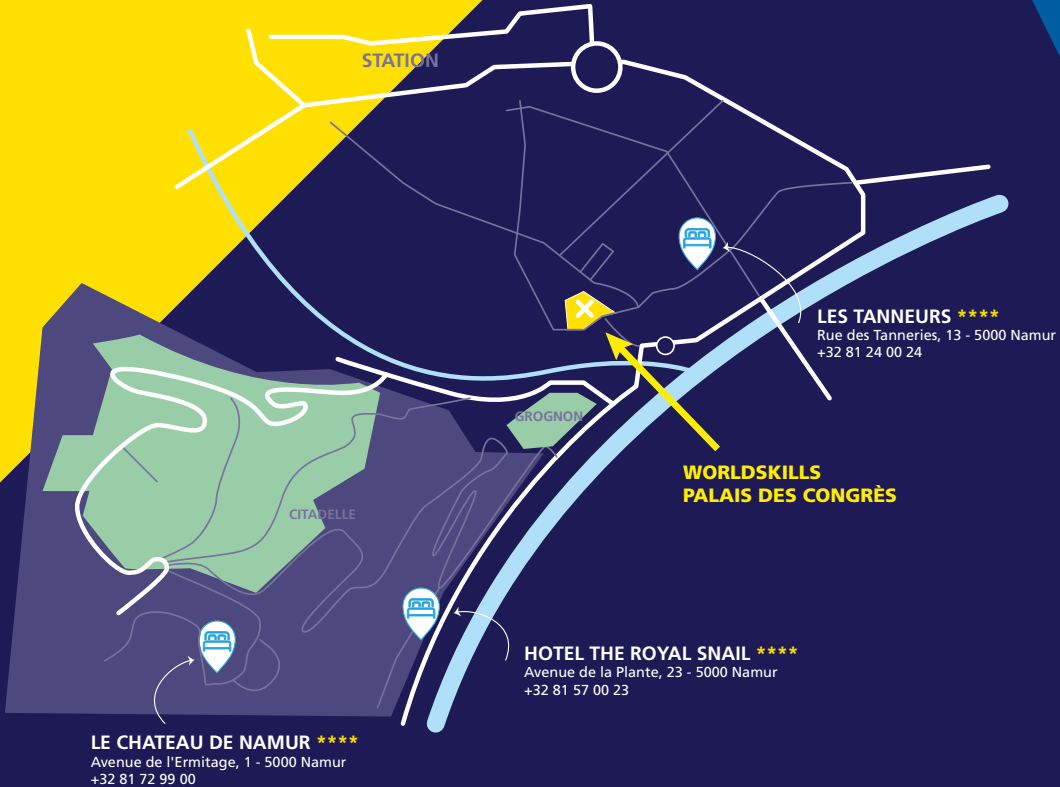 STATION
LES TANNEURS ****
Rue des Tanneries, 13 - 5000 Namur
+32 81 24 00 24
GROGNON
WORLDSKILLS
PALAIS DES CONGRÈS
CITADELLE
HOTEL THE ROYAL SNAIL ****
Avenue de la Plante, 23 - 5000 Namur
+32 81 57 00 23
LE CHATEAU DE NAMUR ****
Avenue de l'Ermitage, 1 - 5000 Namur
+32 81 72 99 00